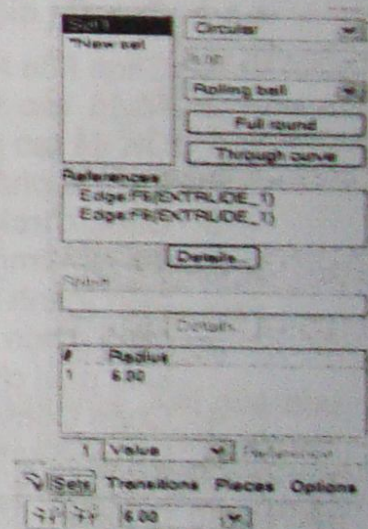 Set 1
*New set
Circular
Rolling ball
Full round
Through curve
References
Edge:F6(EXTRUDE_1)
Edge:F6(EXTRUDE_1)
Details...
Details...
# Radius
1 6.00
1 Value Reference
Sets Transitions Pieces Options
6.00